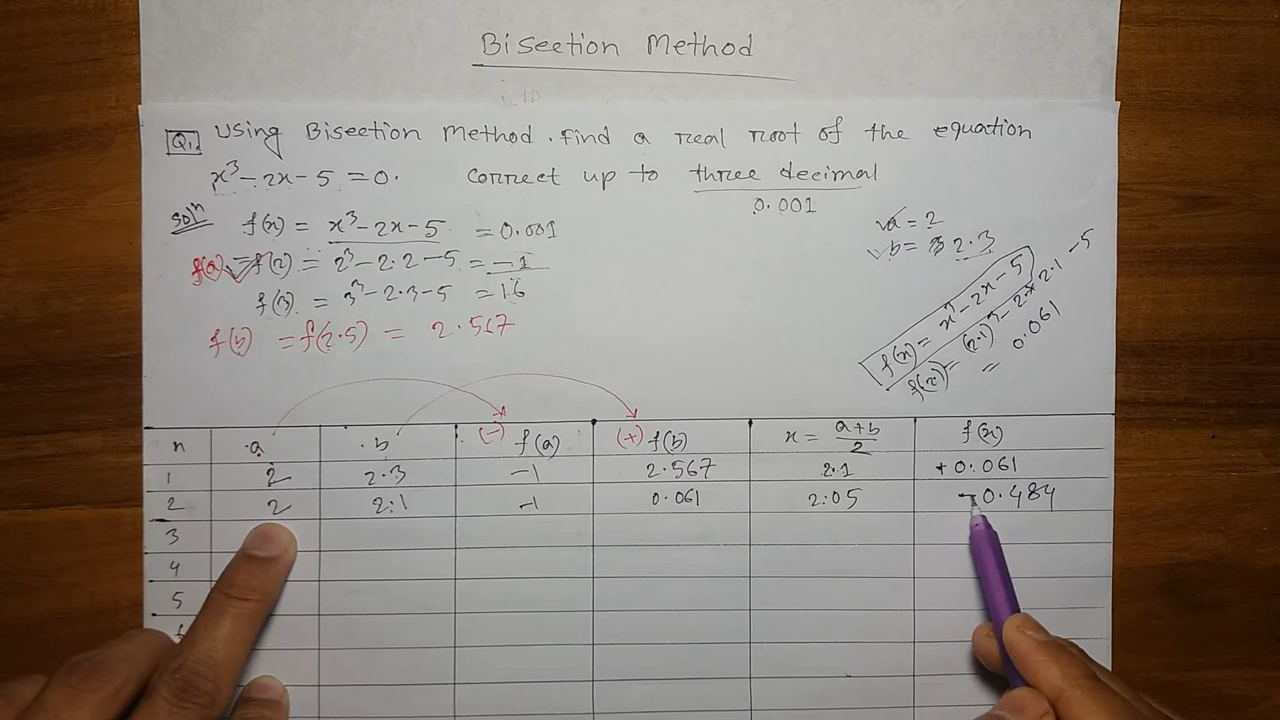 Bisection Method
Q.1 Using Bisection Method. Find a real root of the equation
x³-2x-5=0. Correct up to three decimal
0.001
Solⁿ f(x) = x³-2x-5 = 0.001
f(a) = f(2) = 2³-2.2-5 = -1
f(3) = 3³-2.3-5 = 16
f(b) = f(2.5) = 2.567
√a = 2
√b = 2.3
f(x) = x³-2x-5
f(x) = (2.1)³-2×2.1-5
= 0.061
n a b (-) f(a) (+) f(b) x = a+b/2 f(x)
1 2 2.3 -1 2.567 2.1 +0.061
2 2 2.1 -1 0.061 2.05 -0.484
3
4
5